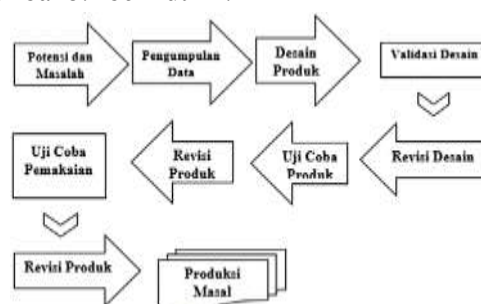 Potensi dan
Masalah
Pengumpulan
Data
Desain
Produk
Validasi Desain
Revisi Desain
Uji Coba
Produk
Revisi
Produk
Uji Coba
Pemakaian
Revisi Produk
Produksi
Masal